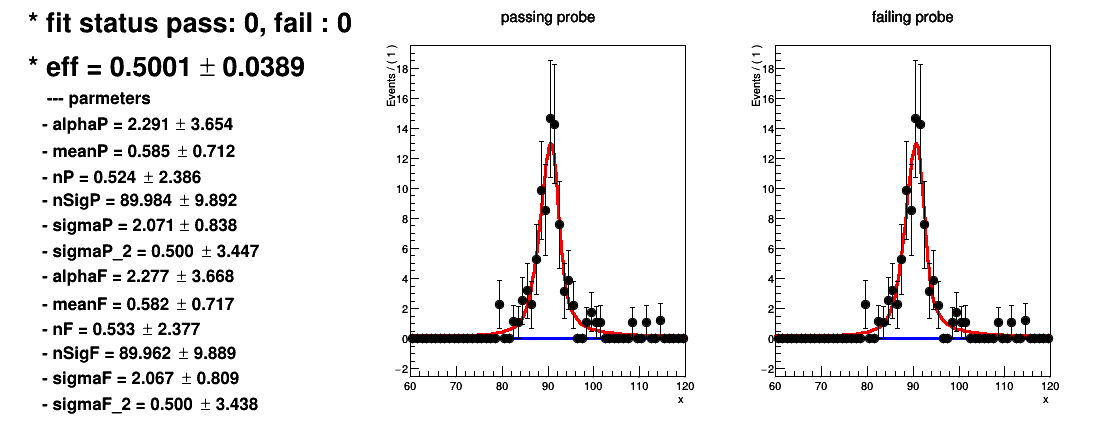 * fit status pass: 0, fail : 0
* eff = 0.5001 ± 0.0389
--- parmeters
- alphaP = 2.291 ± 3.654
- meanP = 0.585 ± 0.712
- nP = 0.524 ± 2.386
- nSigP = 89.984 ± 9.892
- sigmaP = 2.071 ± 0.838
- sigmaP_2 = 0.500 ± 3.447
- alphaF = 2.277 ± 3.668
- meanF = 0.582 ± 0.717
- nF = 0.533 ± 2.377
- nSigF = 89.962 ± 9.889
- sigmaF = 2.067 ± 0.809
- sigmaF_2 = 0.500 ± 3.438
passing probe
Events / ( 1 )
18
16
14
12
10
8
6
4
2
0
−2
60 70 80 90 100 110 120
x
failing probe
Events / ( 1 )
18
16
14
12
10
8
6
4
2
0
−2
60 70 80 90 100 110 120
x